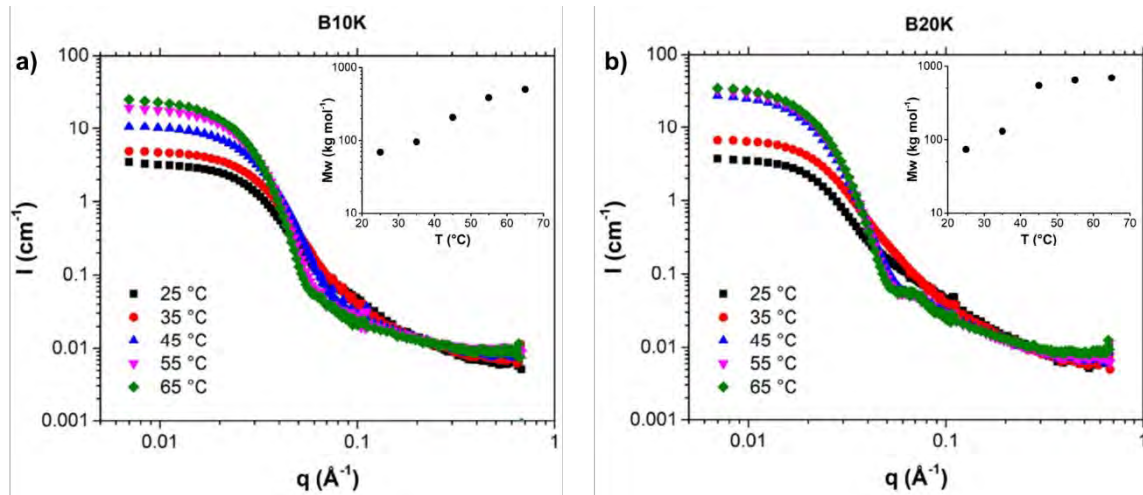 B10K
a)
I (cm⁻¹)
100
10
1
0.1
0.01
0.001
0.01
0.1
1
q (Å⁻¹)
25 °C
35 °C
45 °C
55 °C
65 °C
Mw (kg mol⁻¹)
1000
100
10
20 30 40 50 60 70
T (°C)
B20K
b)
I (cm⁻¹)
100
10
1
0.1
0.01
0.001
0.01
0.1
1
q (Å⁻¹)
25 °C
35 °C
45 °C
55 °C
65 °C
Mw (kg mol⁻¹)
1000
100
10
20 30 40 50 60 70
T (°C)